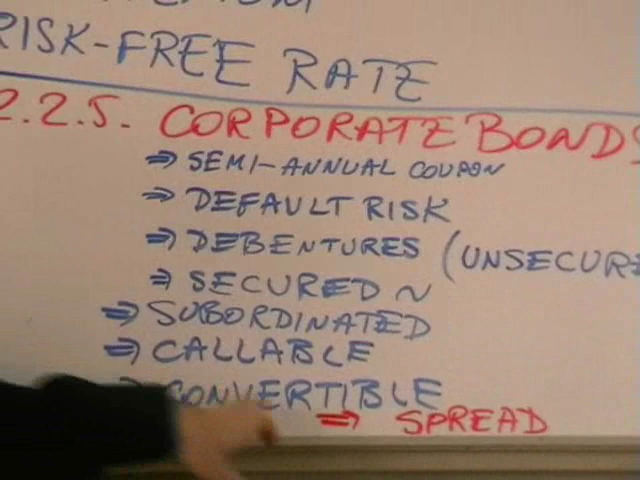 RISK-FREE RATE
2.2.5. CORPORATE BONDS
⇒ SEMI-ANNUAL COUPON
⇒ DEFAULT RISK
⇒ DEBENTURES (UNSECURE
⇒ SECURED ~
⇒ SUBORDINATED
⇒ CALLABLE
⇒ CONVERTIBLE
⇒ SPREAD